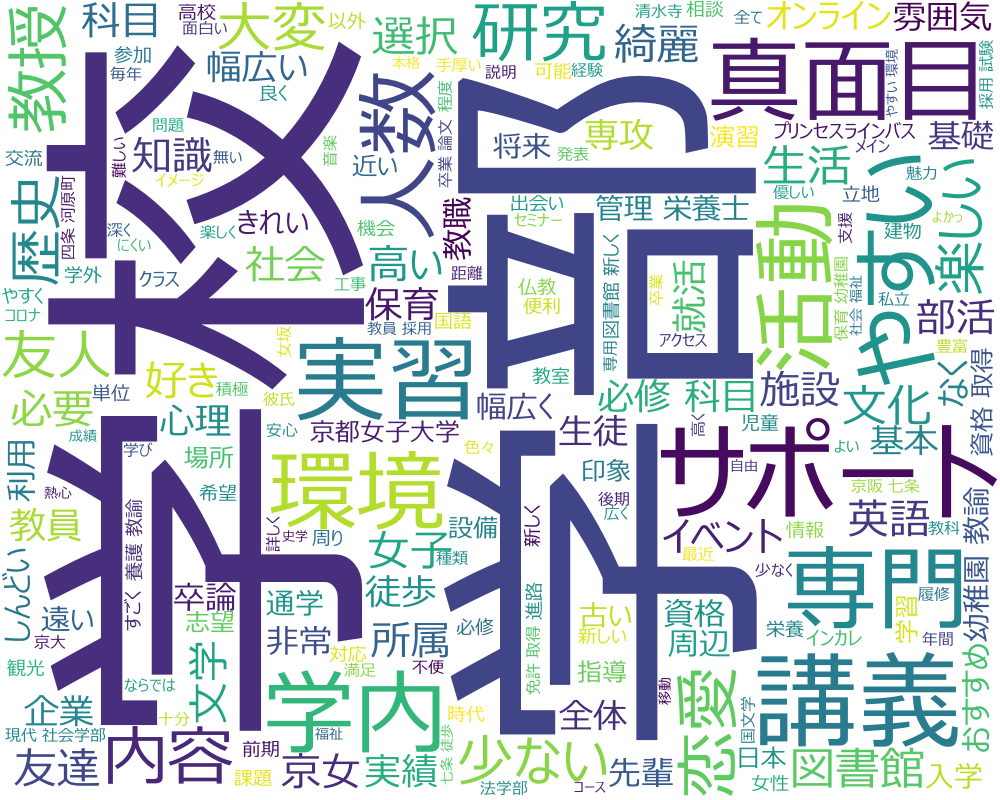 学校
学部
真面目
やすい
サポート
専門
講義
実習
環境
学内
研究
活動
人数
大変
教授
歴史
恋愛
少ない
内容
楽しい
図書館
友人
科目
選択
綺麗
雰囲気
オンライン
幅広い
知識
きれい
社会
高い
保育
教職
将来
専攻
演習
基礎
生活
プリンセスラインバス
管理 栄養士
就活
部活
文化
なく
資格 取得
施設
必修 科目
基本
英語
教諭
幼稚園
おすすめ
イベント
印象
生徒
幅広く
京都女子大学
心理
場所
好き
必要
利用
教員
しんどい
遠い
志望
卒論
通学
非常
徒歩
女子
設備
所属
古い
資格
周辺
指導
全体
先輩
日本
入学
学習
友達
企業
文学
京女
実績
前期
課題
観光
京大
現代 社会学部
ならでは
十分
福祉
時代
法学部
コース
女性
国文学
移動
栄養
インカレ
履修
年間
少なく
情報
最近
京阪 七条
教科
よい
自由
児童
高く
後期
広く
新しく
新しい
免許 取得 進路
必修
種類
色々
安心
彼氏
希望
周り
詳しく
史学
対応
満足
不便
七条 徒歩
養護 教諭
すごく
学び
熱心
成績
単位
積極
女坂
教員 採用
国語
距離
仏教
便利
教室
アクセス
卒業
専用図書館 新しく
セミナー
出会い
発表
近い
機会
音楽
工事
クラス
楽しく
深く
にくい
イメージ
無い
問題
難しい
四条 河原町
学外
やすく
コロナ
交流
毎年
参加
高校
面白い
以外
本格
手厚い
説明
経験
可能
程度
卒業 論文
清水寺
相談
全て
やすい 環境
採用 試験
メイン
魅力
優しい
立地
建物
よかっ
支援
私立
豊富
社会 福祉
保育 幼稚園